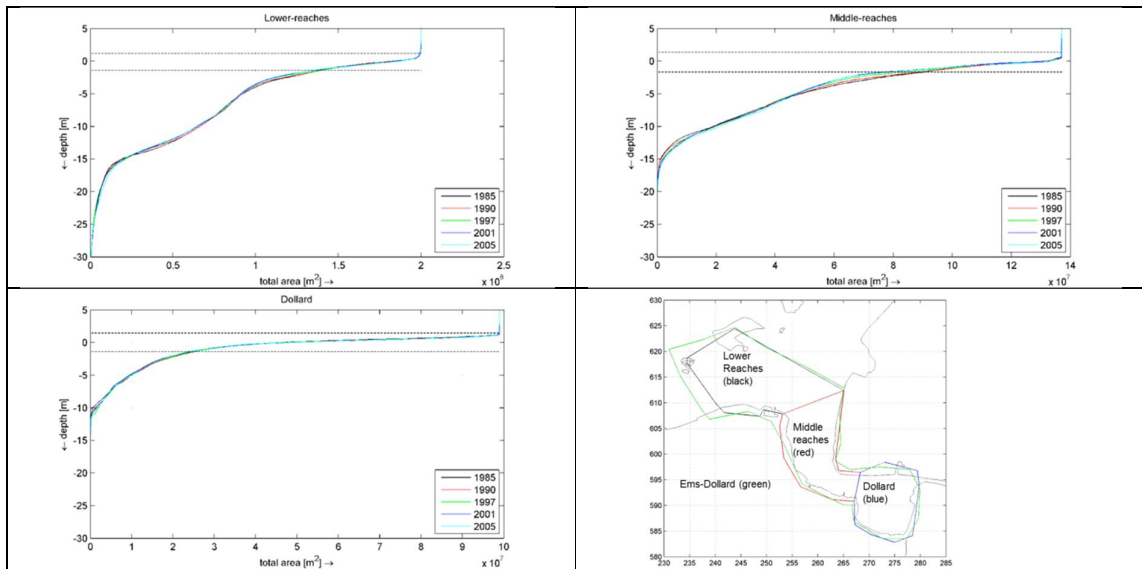 Lower-reaches
5
0
-5
-10
-15
-20
-25
-30
← depth [m]
1985
1990
1997
2001
2005
0 0.5 1 1.5 2 2.5
total area [m²] →
x 10⁸
Middle-reaches
5
0
-5
-10
-15
-20
-25
-30
← depth [m]
1985
1990
1997
2001
2005
0 2 4 6 8 10 12 14
total area [m²] →
x 10⁷
Dollard
5
0
-5
-10
-15
-20
-25
-30
← depth [m]
1985
1990
1997
2001
2005
0 1 2 3 4 5 6 7 8 9 10
total area [m²] →
x 10⁷
630
625
620
615
610
605
600
595
590
585
580
Lower
Reaches
(black)
Middle
reaches
(red)
Ems-Dollard (green)
Dollard
(blue)
230 235 240 245 250 255 260 265 270 275 280 285